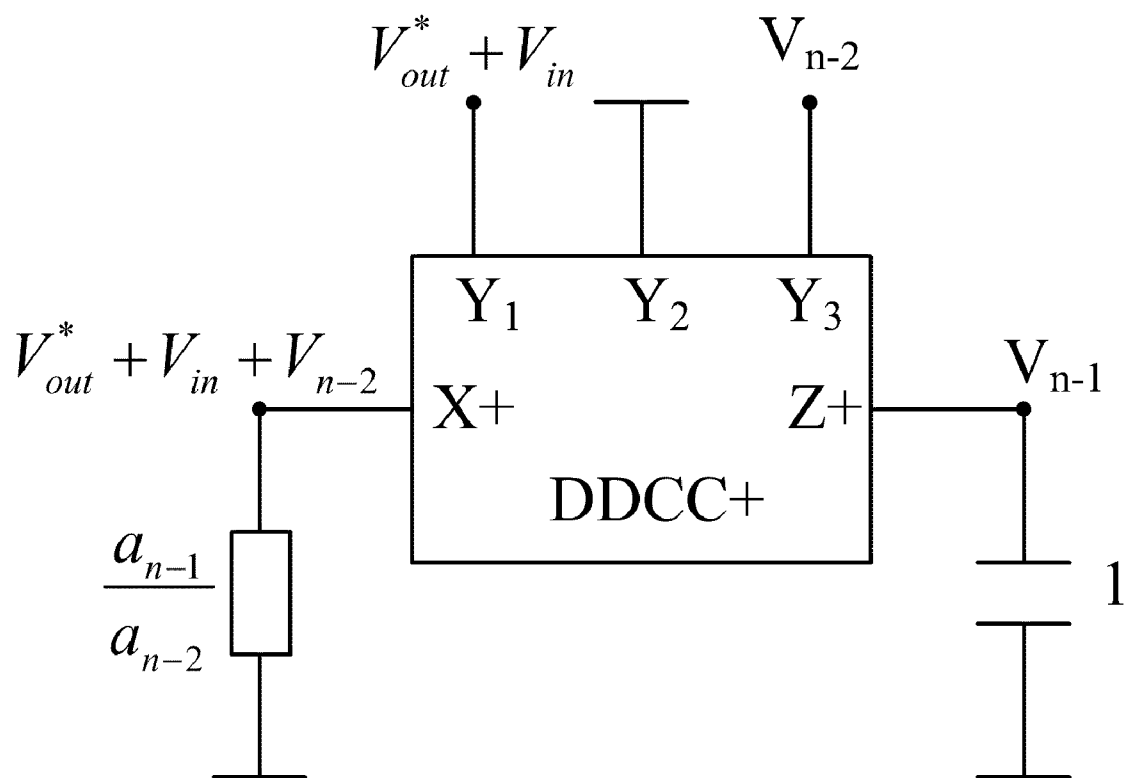 V*out + Vin
Vn-2
Y1 Y2 Y3
V*out + Vin + Vn−2
X+
Z+
Vn-1
DDCC+
an−1
an−2
1